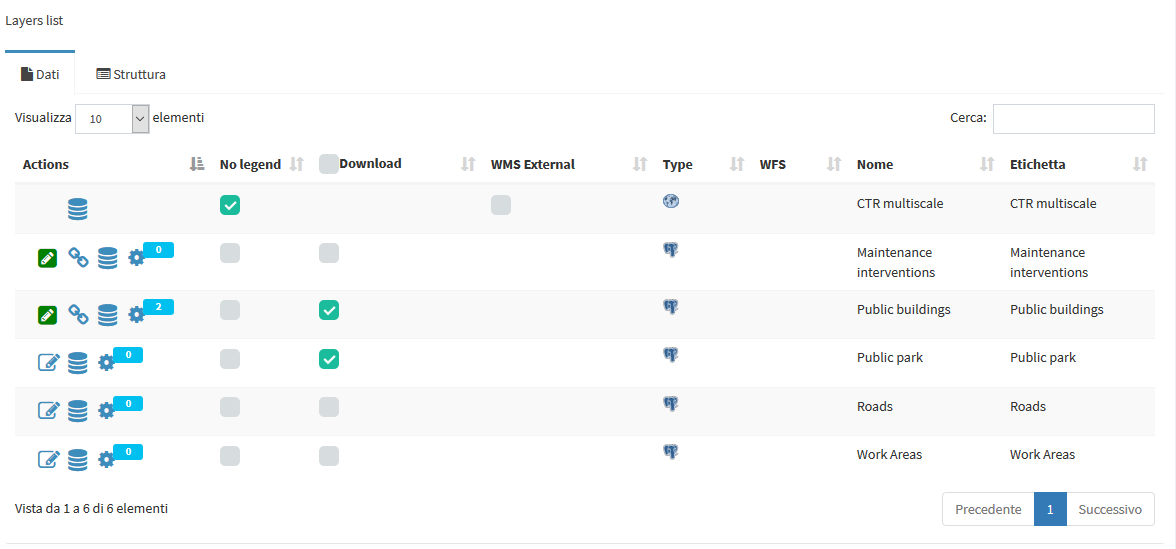 Layers list
Dati Struttura
Visualizza 10 elementi Cerca:
Actions No legend Download WMS External Type WFS Nome Etichetta
CTR multiscale CTR multiscale
0 Maintenance interventions Maintenance interventions
2 Public buildings Public buildings
0 Public park Public park
0 Roads Roads
0 Work Areas Work Areas
Vista da 1 a 6 di 6 elementi Precedente 1 Successivo